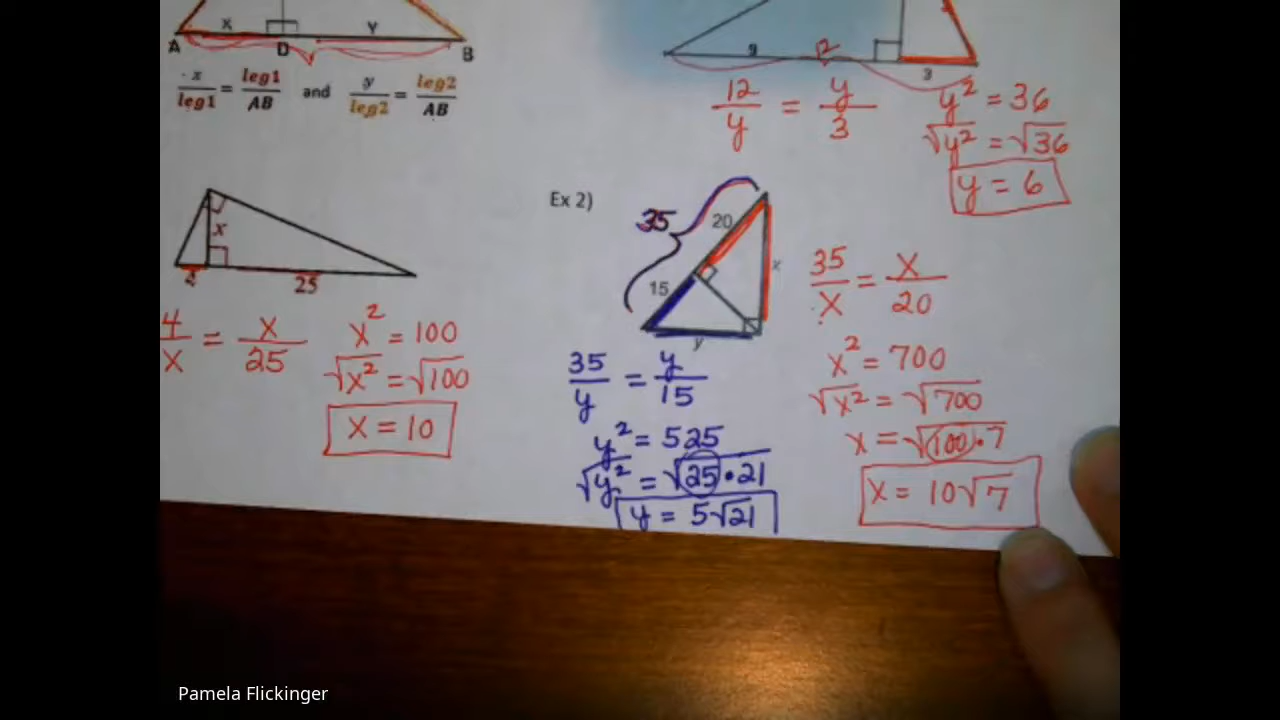 x Y
A D B
x/leg1 = leg1/AB and y/leg2 = leg2/AB
9 12 3
12/y = y/3
y² = 36
√y² = √36
y = 6
x
4 25
4/x = x/25
x² = 100
√x² = √100
x = 10
Ex 2)
35 20
15 x
y
35/y = y/15
y² = 525
√y² = √25•21
y = 5√21
35/x = x/20
x² = 700
√x² = √700
x = √100•7
x = 10√7
Pamela Flickinger